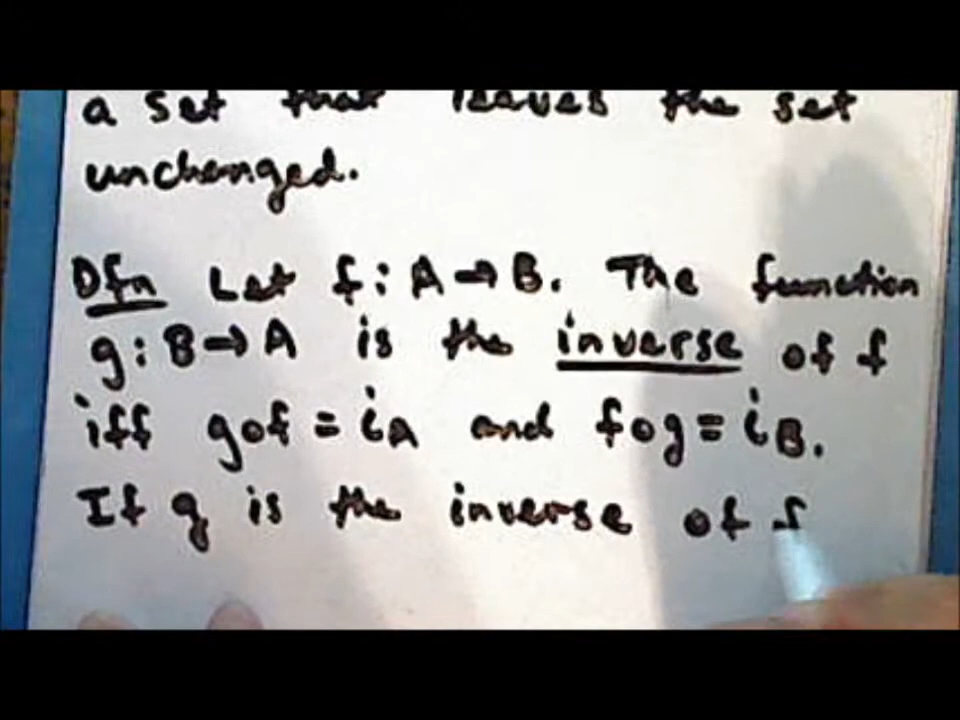 a set that leaves the set
unchanged.
Dfn Let f: A→B. The function
g: B→A is the inverse of f
iff g∘f = i_A and f∘g = i_B.
If g is the inverse of f